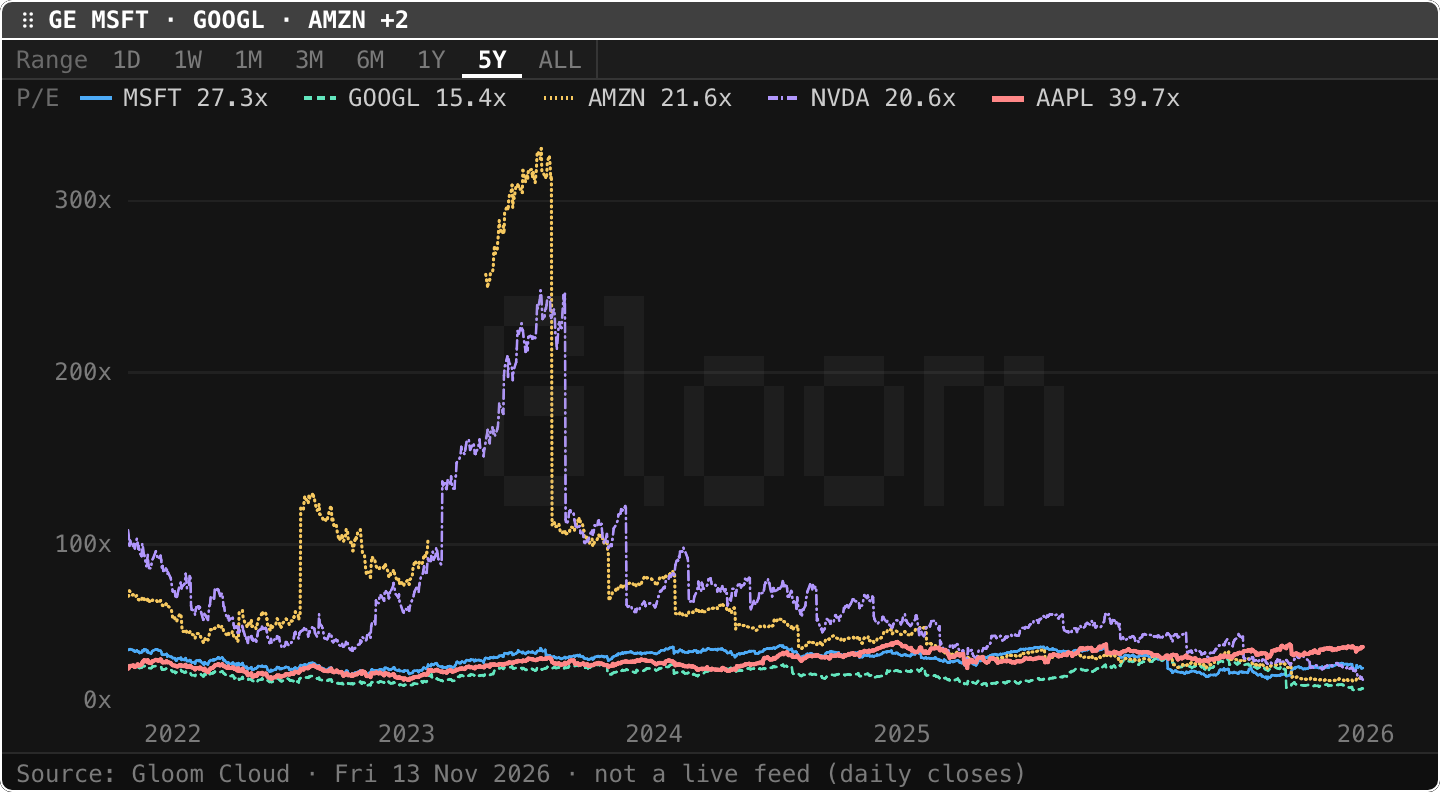 GE MSFT · GOOGL · AMZN +2
Range 1D 1W 1M 3M 6M 1Y 5Y ALL
P/E MSFT 27.3x GOOGL 15.4x AMZN 21.6x NVDA 20.6x AAPL 39.7x
300x
200x
100x
0x
Gloom
2022 2023 2024 2025 2026
Source: Gloom Cloud · Fri 13 Nov 2026 · not a live feed (daily closes)